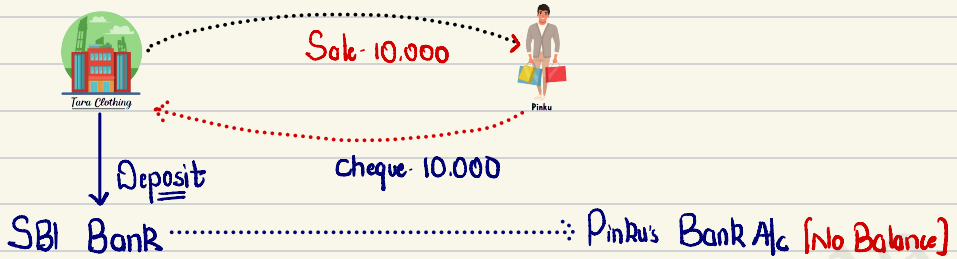 Sale - 10,000
Tara Clothing
Pinku
Cheque - 10,000
Deposit
SBI Bank Pinku's Bank A/c [No Balance]